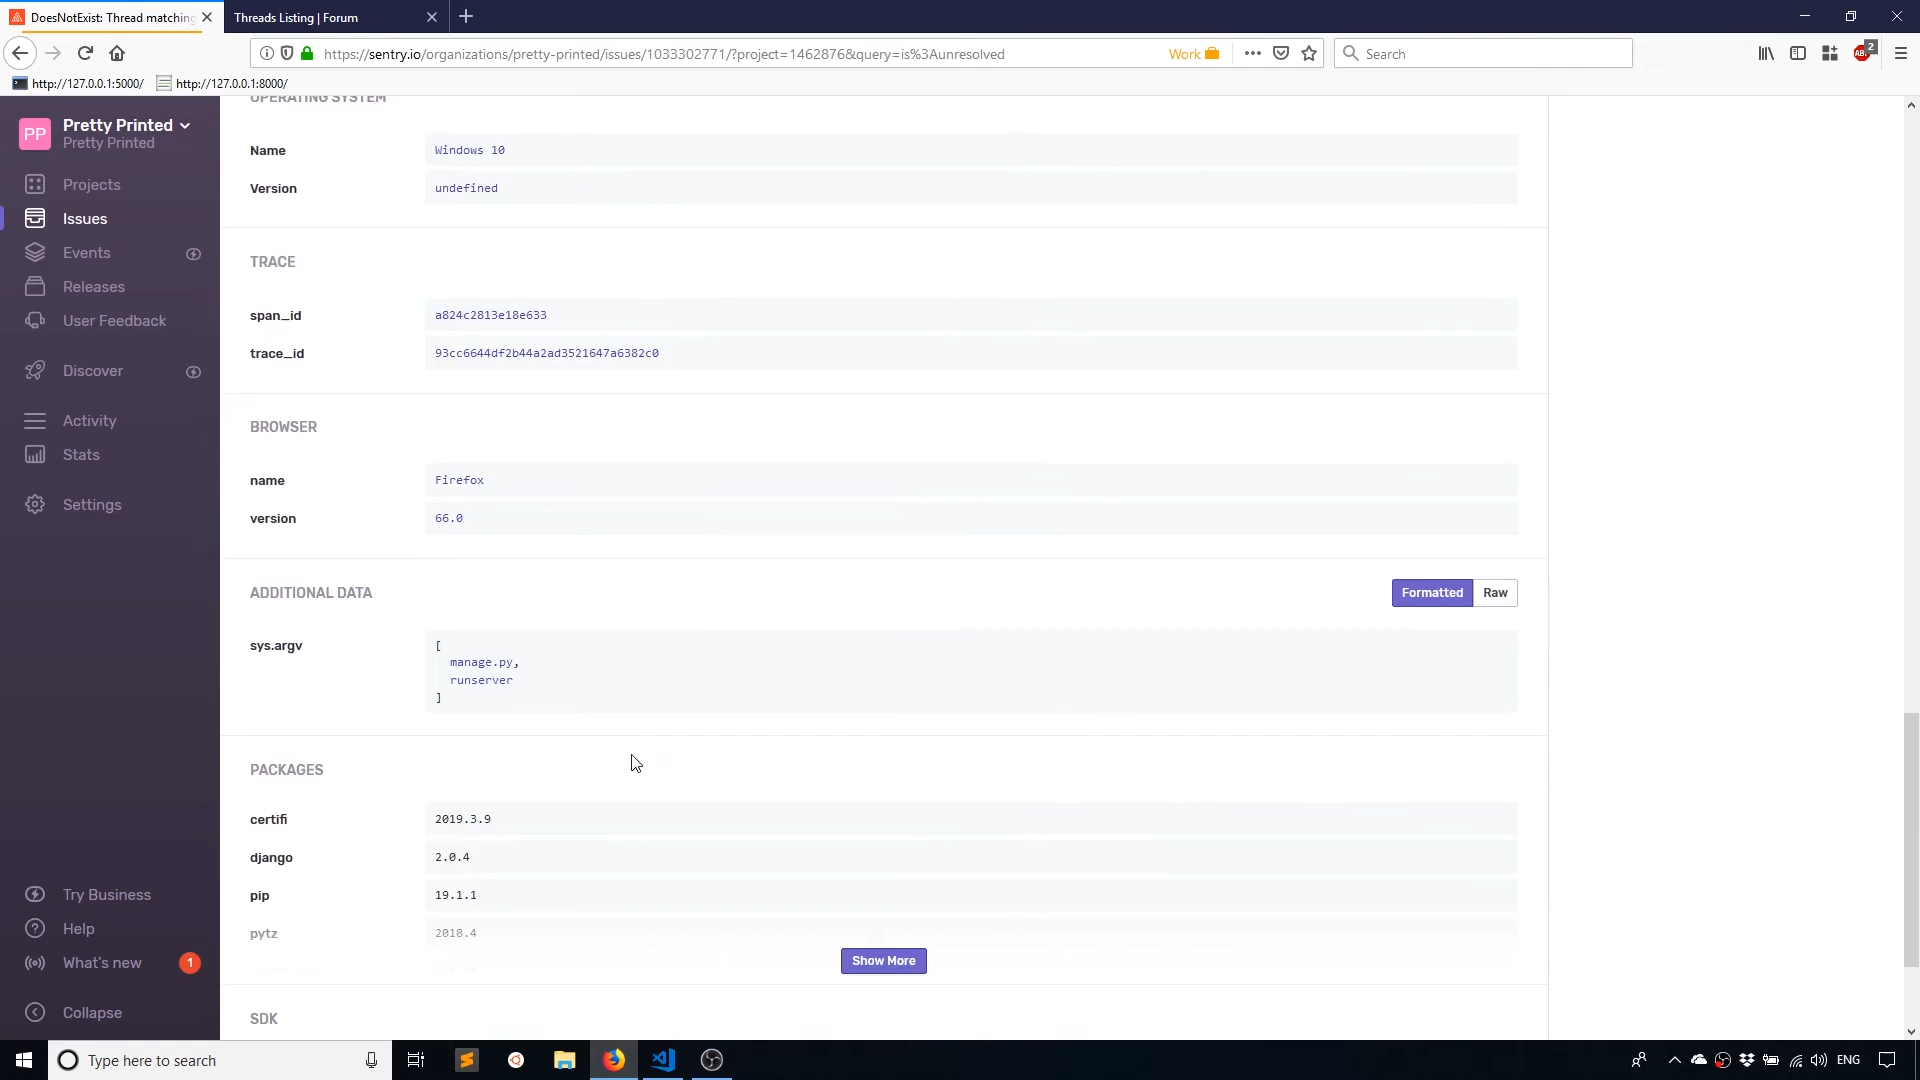 DoesNotExist: Thread matching
Threads Listing | Forum
https://sentry.io/organizations/pretty-printed/issues/1033302771/?project=1462876&query=is%3Aunresolved
Work
Search
2
http://127.0.0.1:5000/
http://127.0.0.1:8000/
PP
Pretty Printed
Pretty Printed
Projects
Issues
Events
Releases
User Feedback
Discover
Activity
Stats
Settings
Try Business
Help
What's new
1
Collapse
OPERATING SYSTEM
Name
Windows 10
Version
undefined
TRACE
span_id
a824c2813e18e633
trace_id
93cc6644df2b44a2ad3521647a6382c0
BROWSER
name
Firefox
version
66.0
ADDITIONAL DATA
Formatted
Raw
sys.argv
[
manage.py,
runserver
]
PACKAGES
certifi
2019.3.9
django
2.0.4
pip
19.1.1
pytz
2018.4
Show More
SDK
Type here to search
ENG